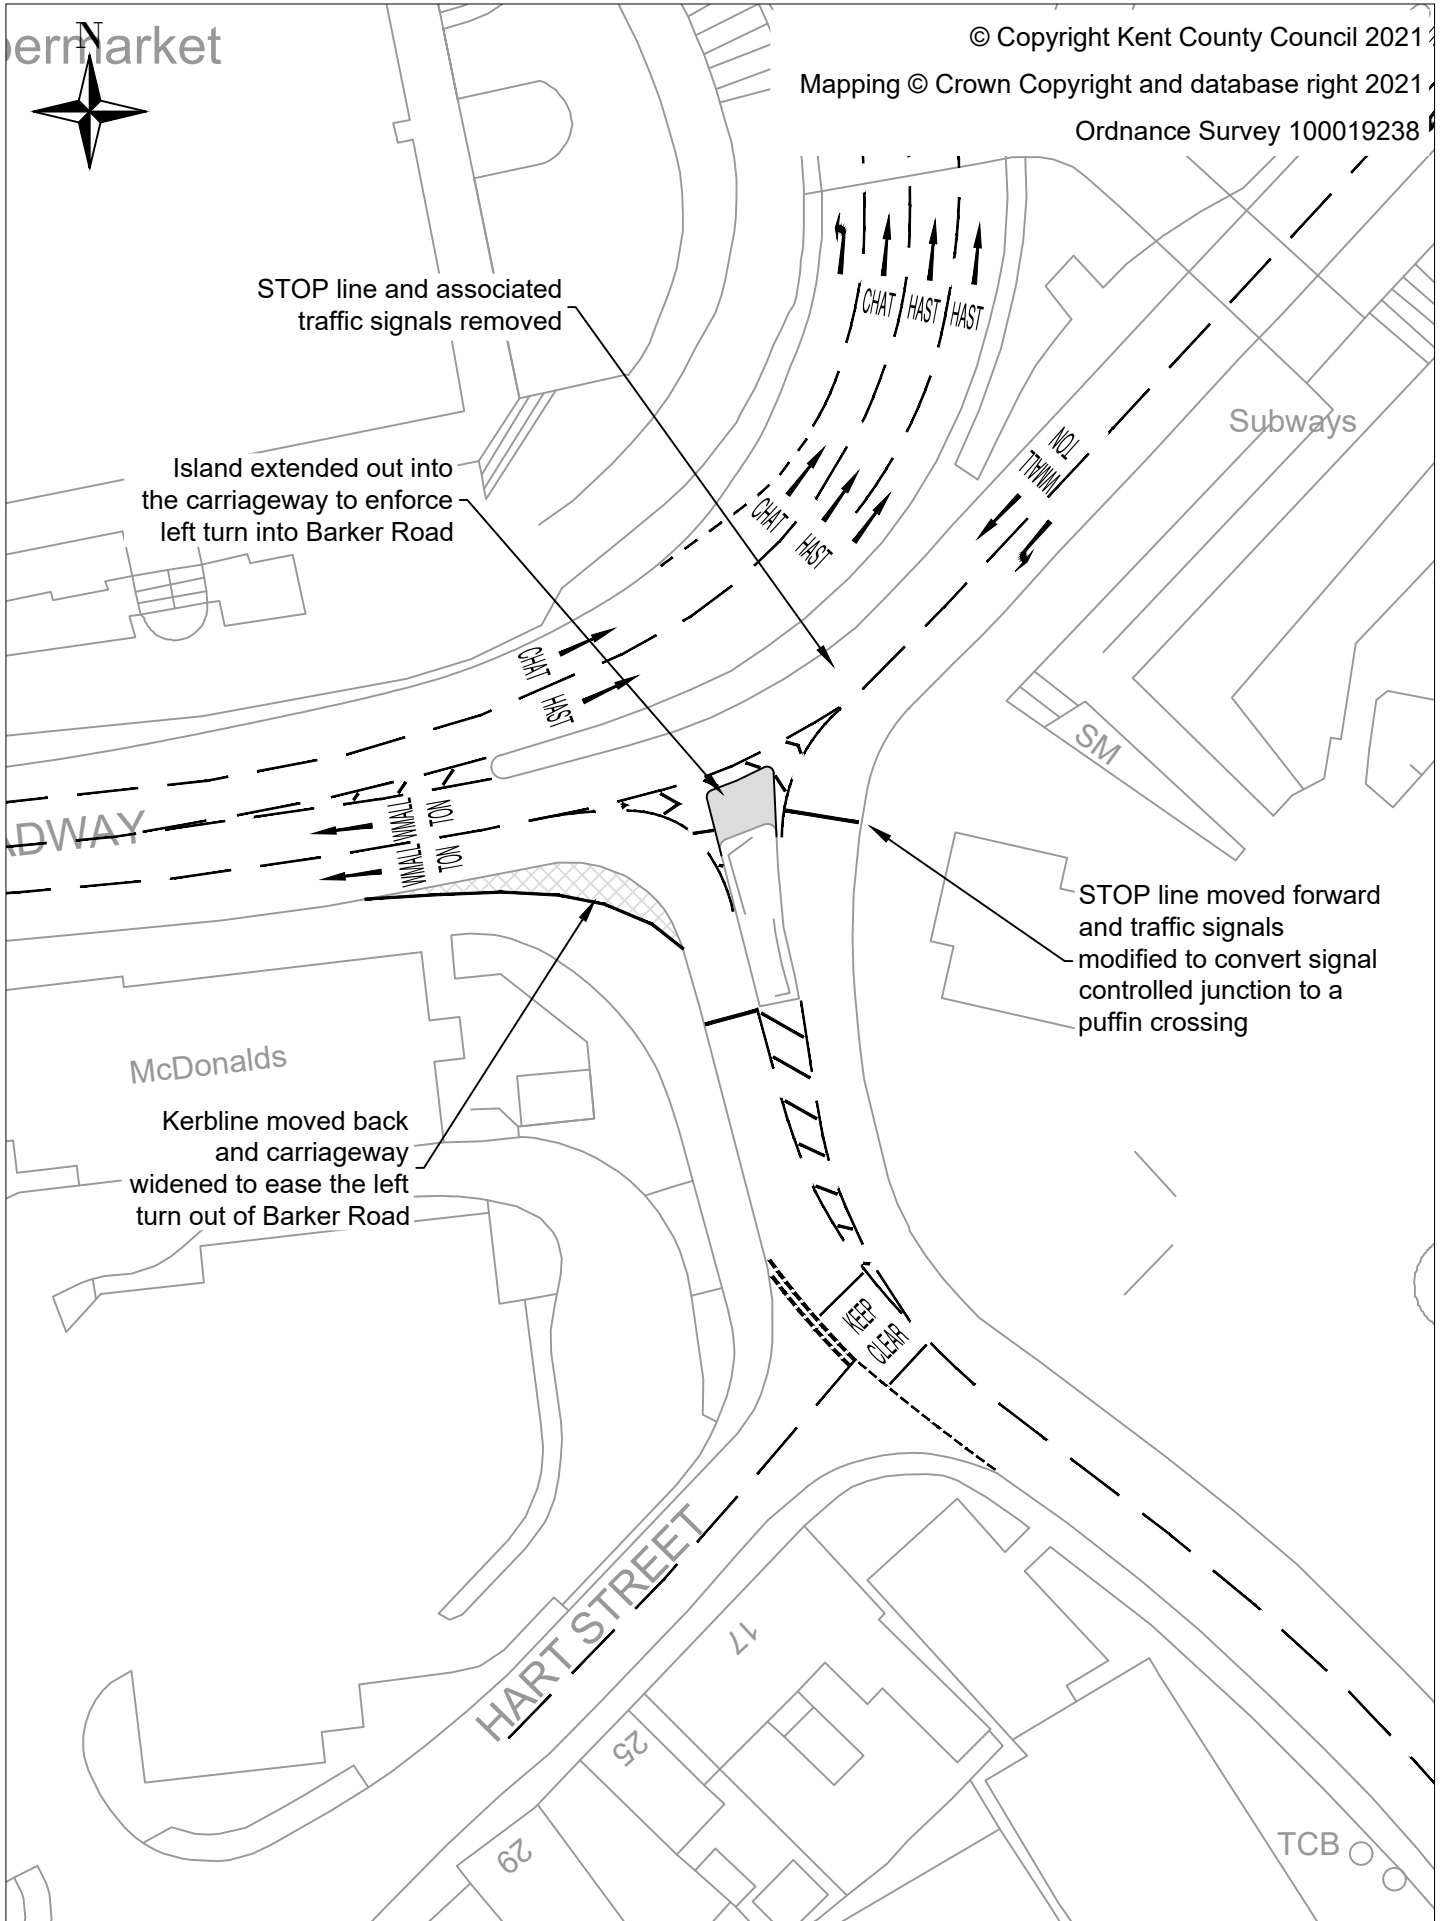 N
permarket
© Copyright Kent County Council 2021
Mapping © Crown Copyright and database right 2021
Ordnance Survey 100019238
STOP line and associated
traffic signals removed
CHAT
HAST
HAST
Subways
WMALL
TON
Island extended out into
the carriageway to enforce
left turn into Barker Road
CHAT
HAST
CHAT
HAST
SM
ADWAY
WMALL
TON
WMALL
TON
STOP line moved forward
and traffic signals
modified to convert signal
controlled junction to a
puffin crossing
McDonalds
Kerbline moved back
and carriageway
widened to ease the left
turn out of Barker Road
KEEP
CLEAR
HART STREET
17
25
29
TCB